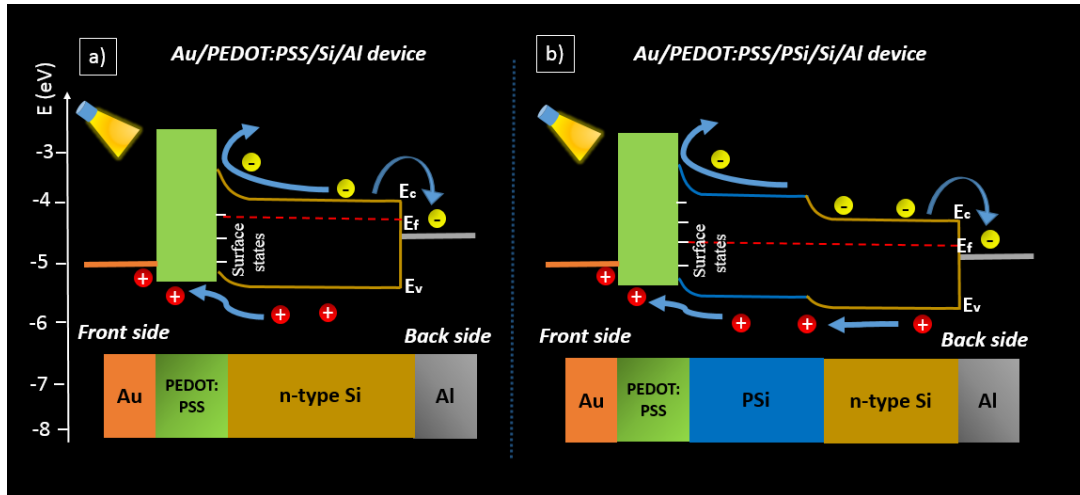 a)
Au/PEDOT:PSS/Si/Al device
E (eV)
-3
-4
-5
-6
-7
-8
-
-
-
Ec
Ef
Ev
Surface
states
+
+
+
+
Front side
Back side
Au
PEDOT:
PSS
n-type Si
Al
b)
Au/PEDOT:PSS/PSi/Si/Al device
-
-
-
-
Ec
Ef
Ev
Surface
states
+
+
+
+
+
Front side
Back side
Au
PEDOT:
PSS
PSi
n-type Si
Al